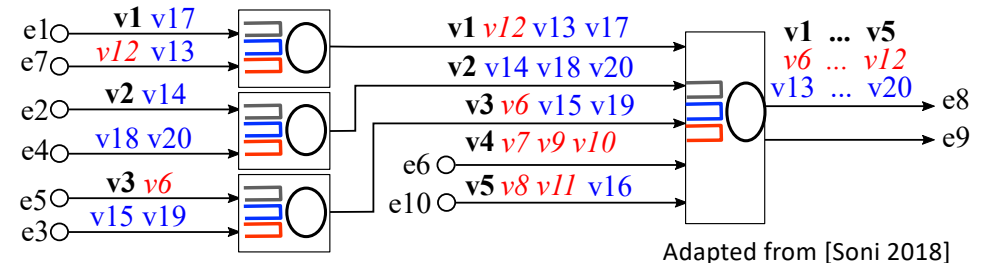 e1 v1 v17
e7 v12 v13
e2 v2 v14
e4 v18 v20
e5 v3 v6
e3 v15 v19
v1 v12 v13 v17
v2 v14 v18 v20
v3 v6 v15 v19
v4 v7 v9 v10
e6
v5 v8 v11 v16
e10
v1 ... v5
v6 ... v12
v13 ... v20
e8
e9
Adapted from [Soni 2018]